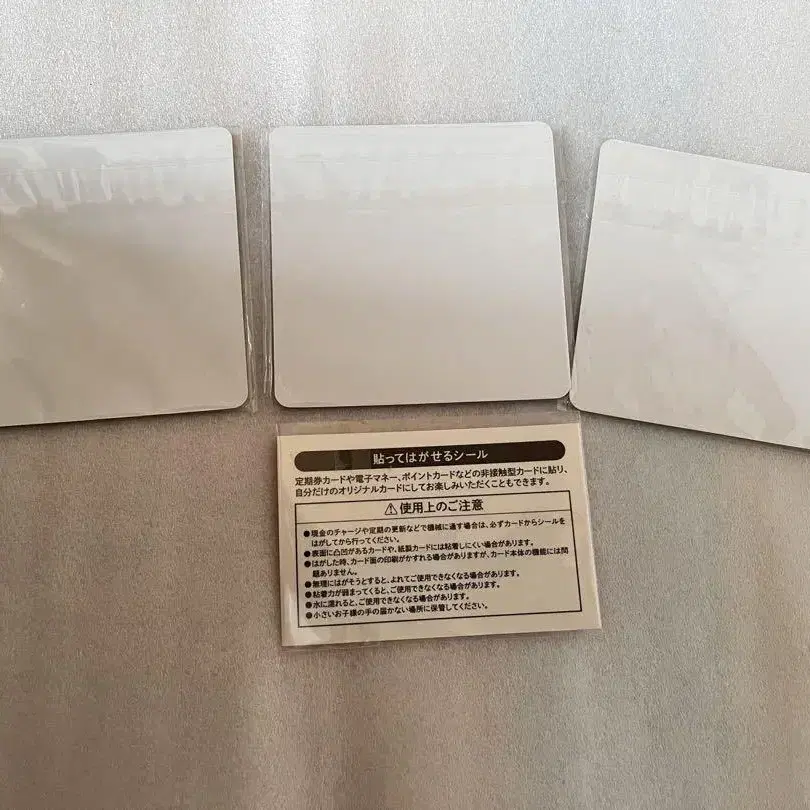 貼ってはがせるシール
定期券カードや電子マネー、ポイントカードなどの非接触型カードに貼り、
自分だけのオリジナルカードにしてお楽しみいただくこともできます。
⚠使用上のご注意
●現金のチャージや定期の更新などで機械に通す場合は、必ずカードからシールを
はがしてから行ってください。
●表面に凸凹があるカードや、紙製カードには粘着しにくい場合があります。
●はがした時、カード面の印刷がかすれる場合がありますが、カード本体の機能には問
題ありません。
●無理にはがそうとすると、よれてご使用できなくなる場合があります。
●粘着力が弱まってくると、ご使用できなくなる場合があります。
●水に濡れると、ご使用できなくなる場合があります。
●小さいお子様の手の届かない場所に保管してください。